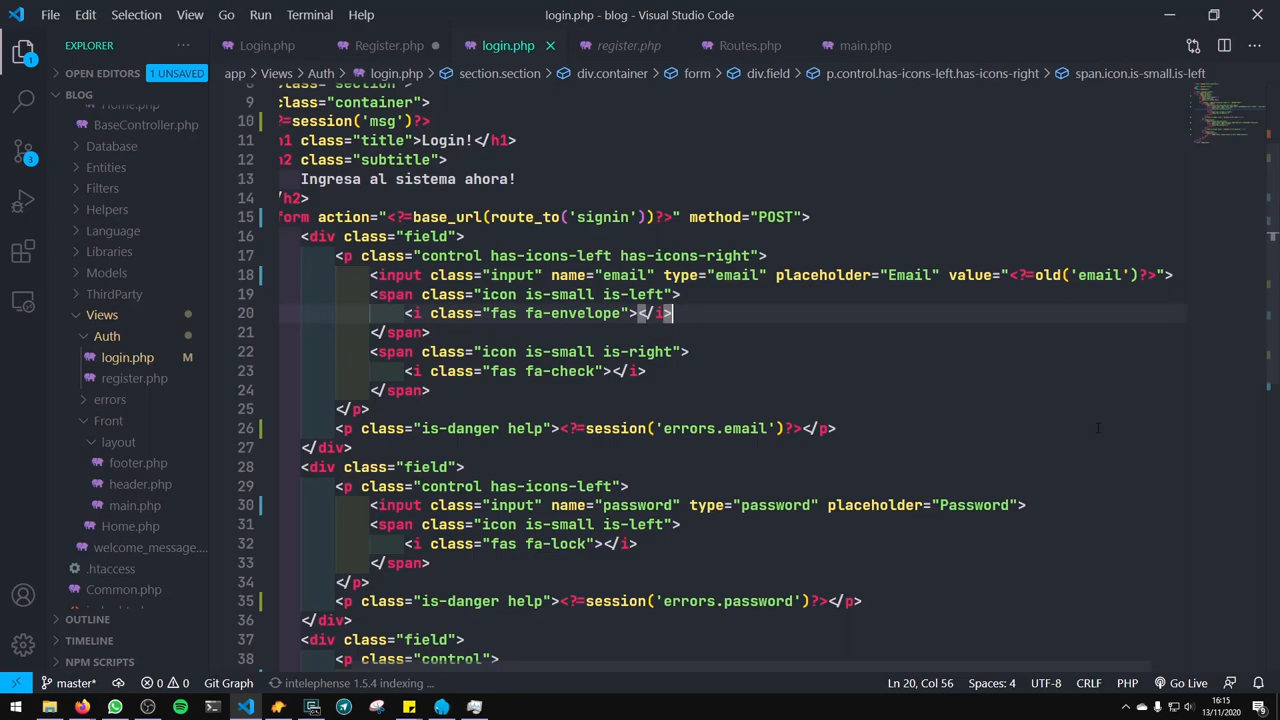 File Edit Selection View Go Run Terminal Help login.php - blog - Visual Studio Code
EXPLORER
Login.php Register.php login.php register.php Routes.php main.php
OPEN EDITORS 1 UNSAVED
app Views Auth login.php section.section div.container form div.field p.control.has-icons-left.has-icons-right span.icon.is-small.is-left
BLOG
Home.php
BaseController.php
Database
Entities
Filters
Helpers
Language
Libraries
Models
ThirdParty
Views
Auth
login.php M
register.php
errors
Front
layout
footer.php
header.php
main.php
Home.php
welcome_message....
.htaccess
Common.php
OUTLINE
TIMELINE
NPM SCRIPTS
1
3
9 class="container">
10 ?=session('msg')?>
11 h1 class="title">Login!</h1>
12 h2 class="subtitle">
13 Ingresa al sistema ahora!
14 /h2>
15 form action="<?=base_url(route_to('signin'))?>" method="POST">
16 <div class="field">
17 <p class="control has-icons-left has-icons-right">
18 <input class="input" name="email" type="email" placeholder="Email" value="<?=old('email')?>">
19 <span class="icon is-small is-left">
20 <i class="fas fa-envelope"></i>
21 </span>
22 <span class="icon is-small is-right">
23 <i class="fas fa-check"></i>
24 </span>
25 </p>
26 <p class="is-danger help"><?=session('errors.email')?></p>
27 </div>
28 <div class="field">
29 <p class="control has-icons-left">
30 <input class="input" name="password" type="password" placeholder="Password">
31 <span class="icon is-small is-left">
32 <i class="fas fa-lock"></i>
33 </span>
34 </p>
35 <p class="is-danger help"><?=session('errors.password')?></p>
36 </div>
37 <div class="field">
38 <p class="control">
master* 0 0 Git Graph intelephense 1.5.4 indexing ... Ln 20, Col 56 Spaces: 4 UTF-8 CRLF PHP Go Live
16:15
13/11/2020